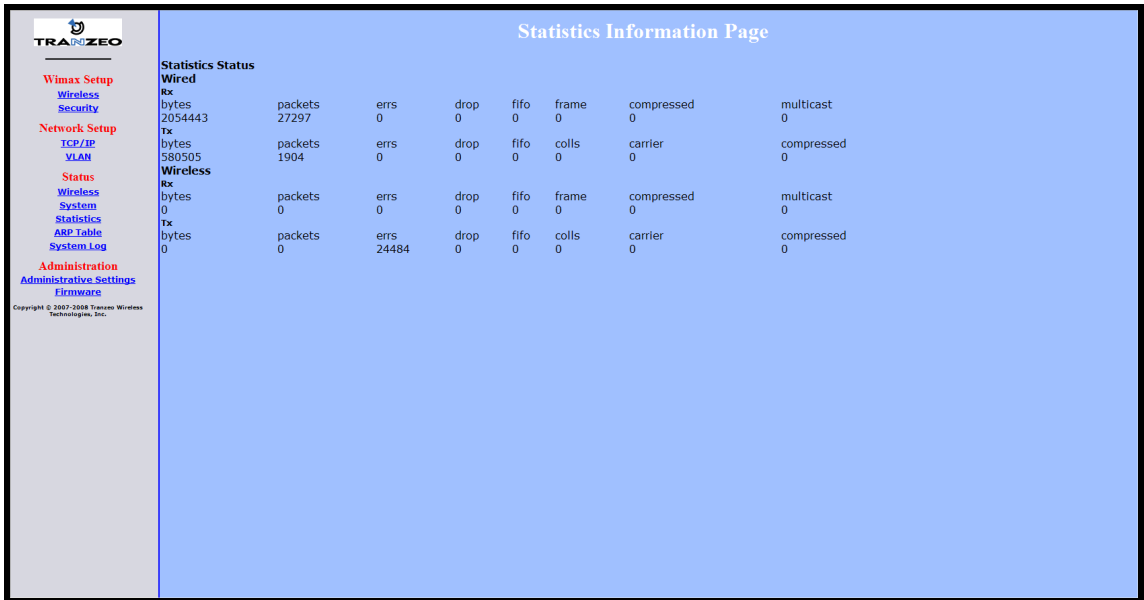 TRANZEO
Wimax Setup
Wireless
Security
Network Setup
TCP/IP
VLAN
Status
Wireless
System
Statistics
ARP Table
System Log
Administration
Administrative Settings
Firmware
Copyright © 2007-2008 Tranzeo Wireless
Technologies, Inc.
Statistics Information Page
Statistics Status
Wired
Rx
bytes packets errs drop fifo frame compressed multicast
2054443 27297 0 0 0 0 0 0
Tx
bytes packets errs drop fifo colls carrier compressed
580505 1904 0 0 0 0 0 0
Wireless
Rx
bytes packets errs drop fifo frame compressed multicast
0 0 0 0 0 0 0 0
Tx
bytes packets errs drop fifo colls carrier compressed
0 0 24484 0 0 0 0 0